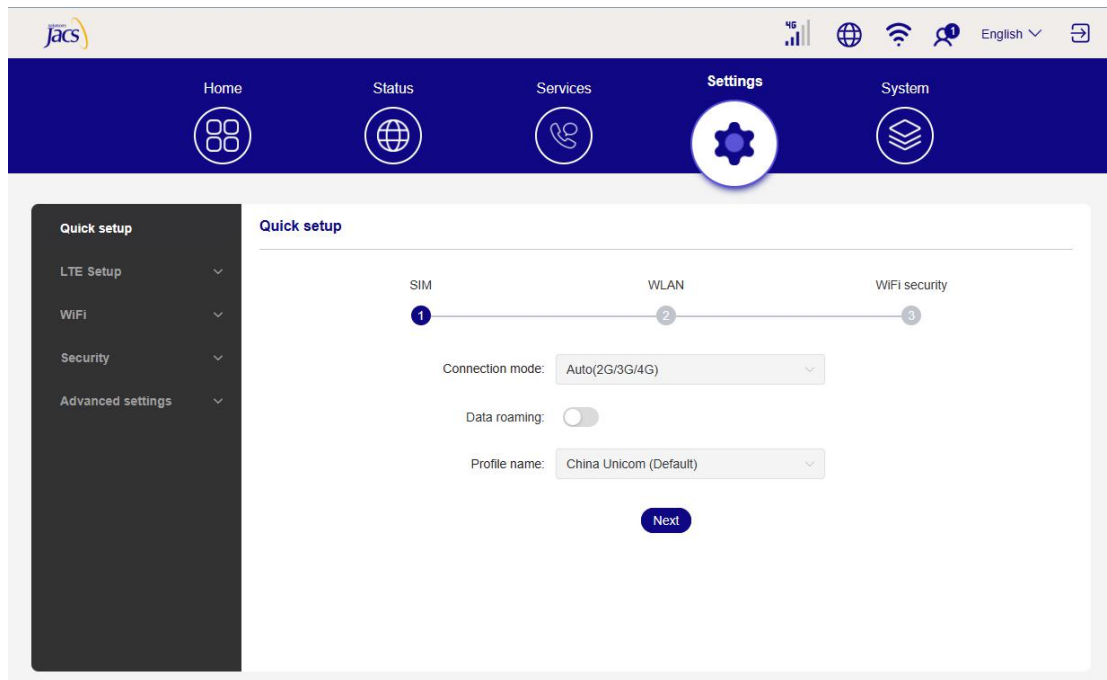 jacs
4G
1
English
Home
Status
Services
Settings
System
Quick setup
LTE Setup
WiFi
Security
Advanced settings
Quick setup
SIM
WLAN
WiFi security
1
2
3
Connection mode: Auto(2G/3G/4G)
Data roaming:
Profile name: China Unicom (Default)
Next